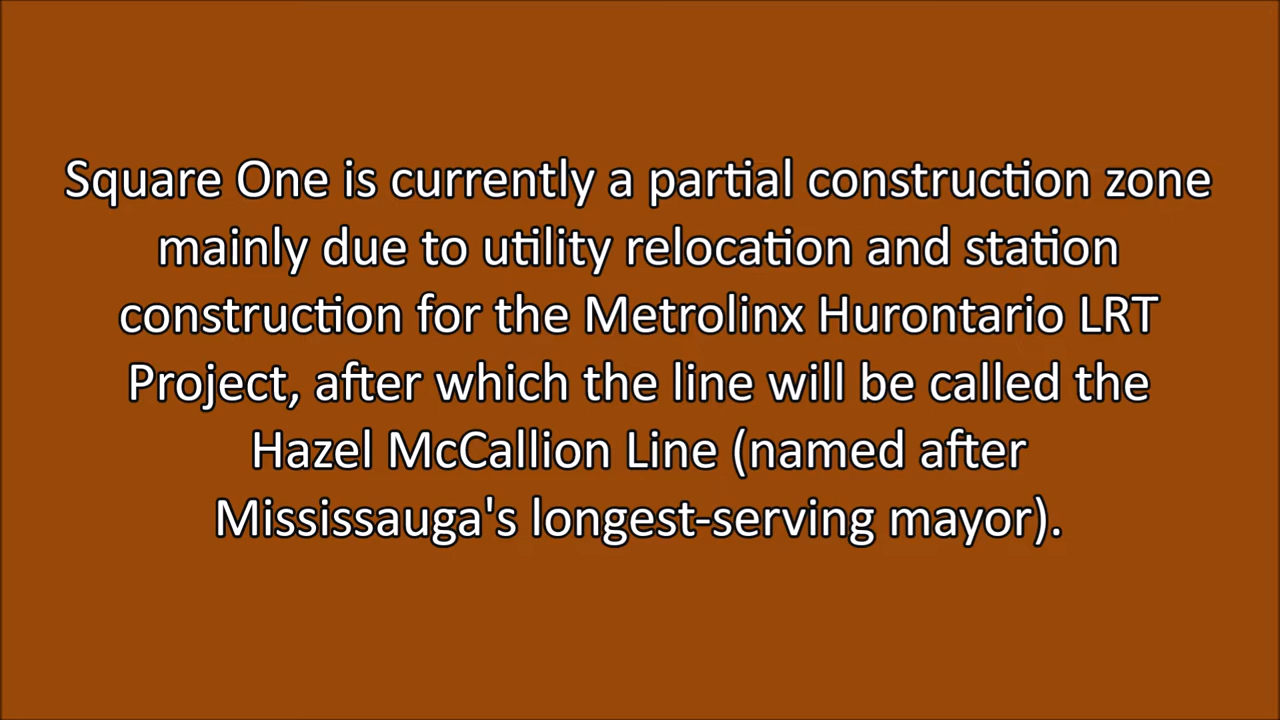 Square One is currently a partial construction zone
mainly due to utility relocation and station
construction for the Metrolinx Hurontario LRT
Project, after which the line will be called the
Hazel McCallion Line (named after
Mississauga's longest-serving mayor).